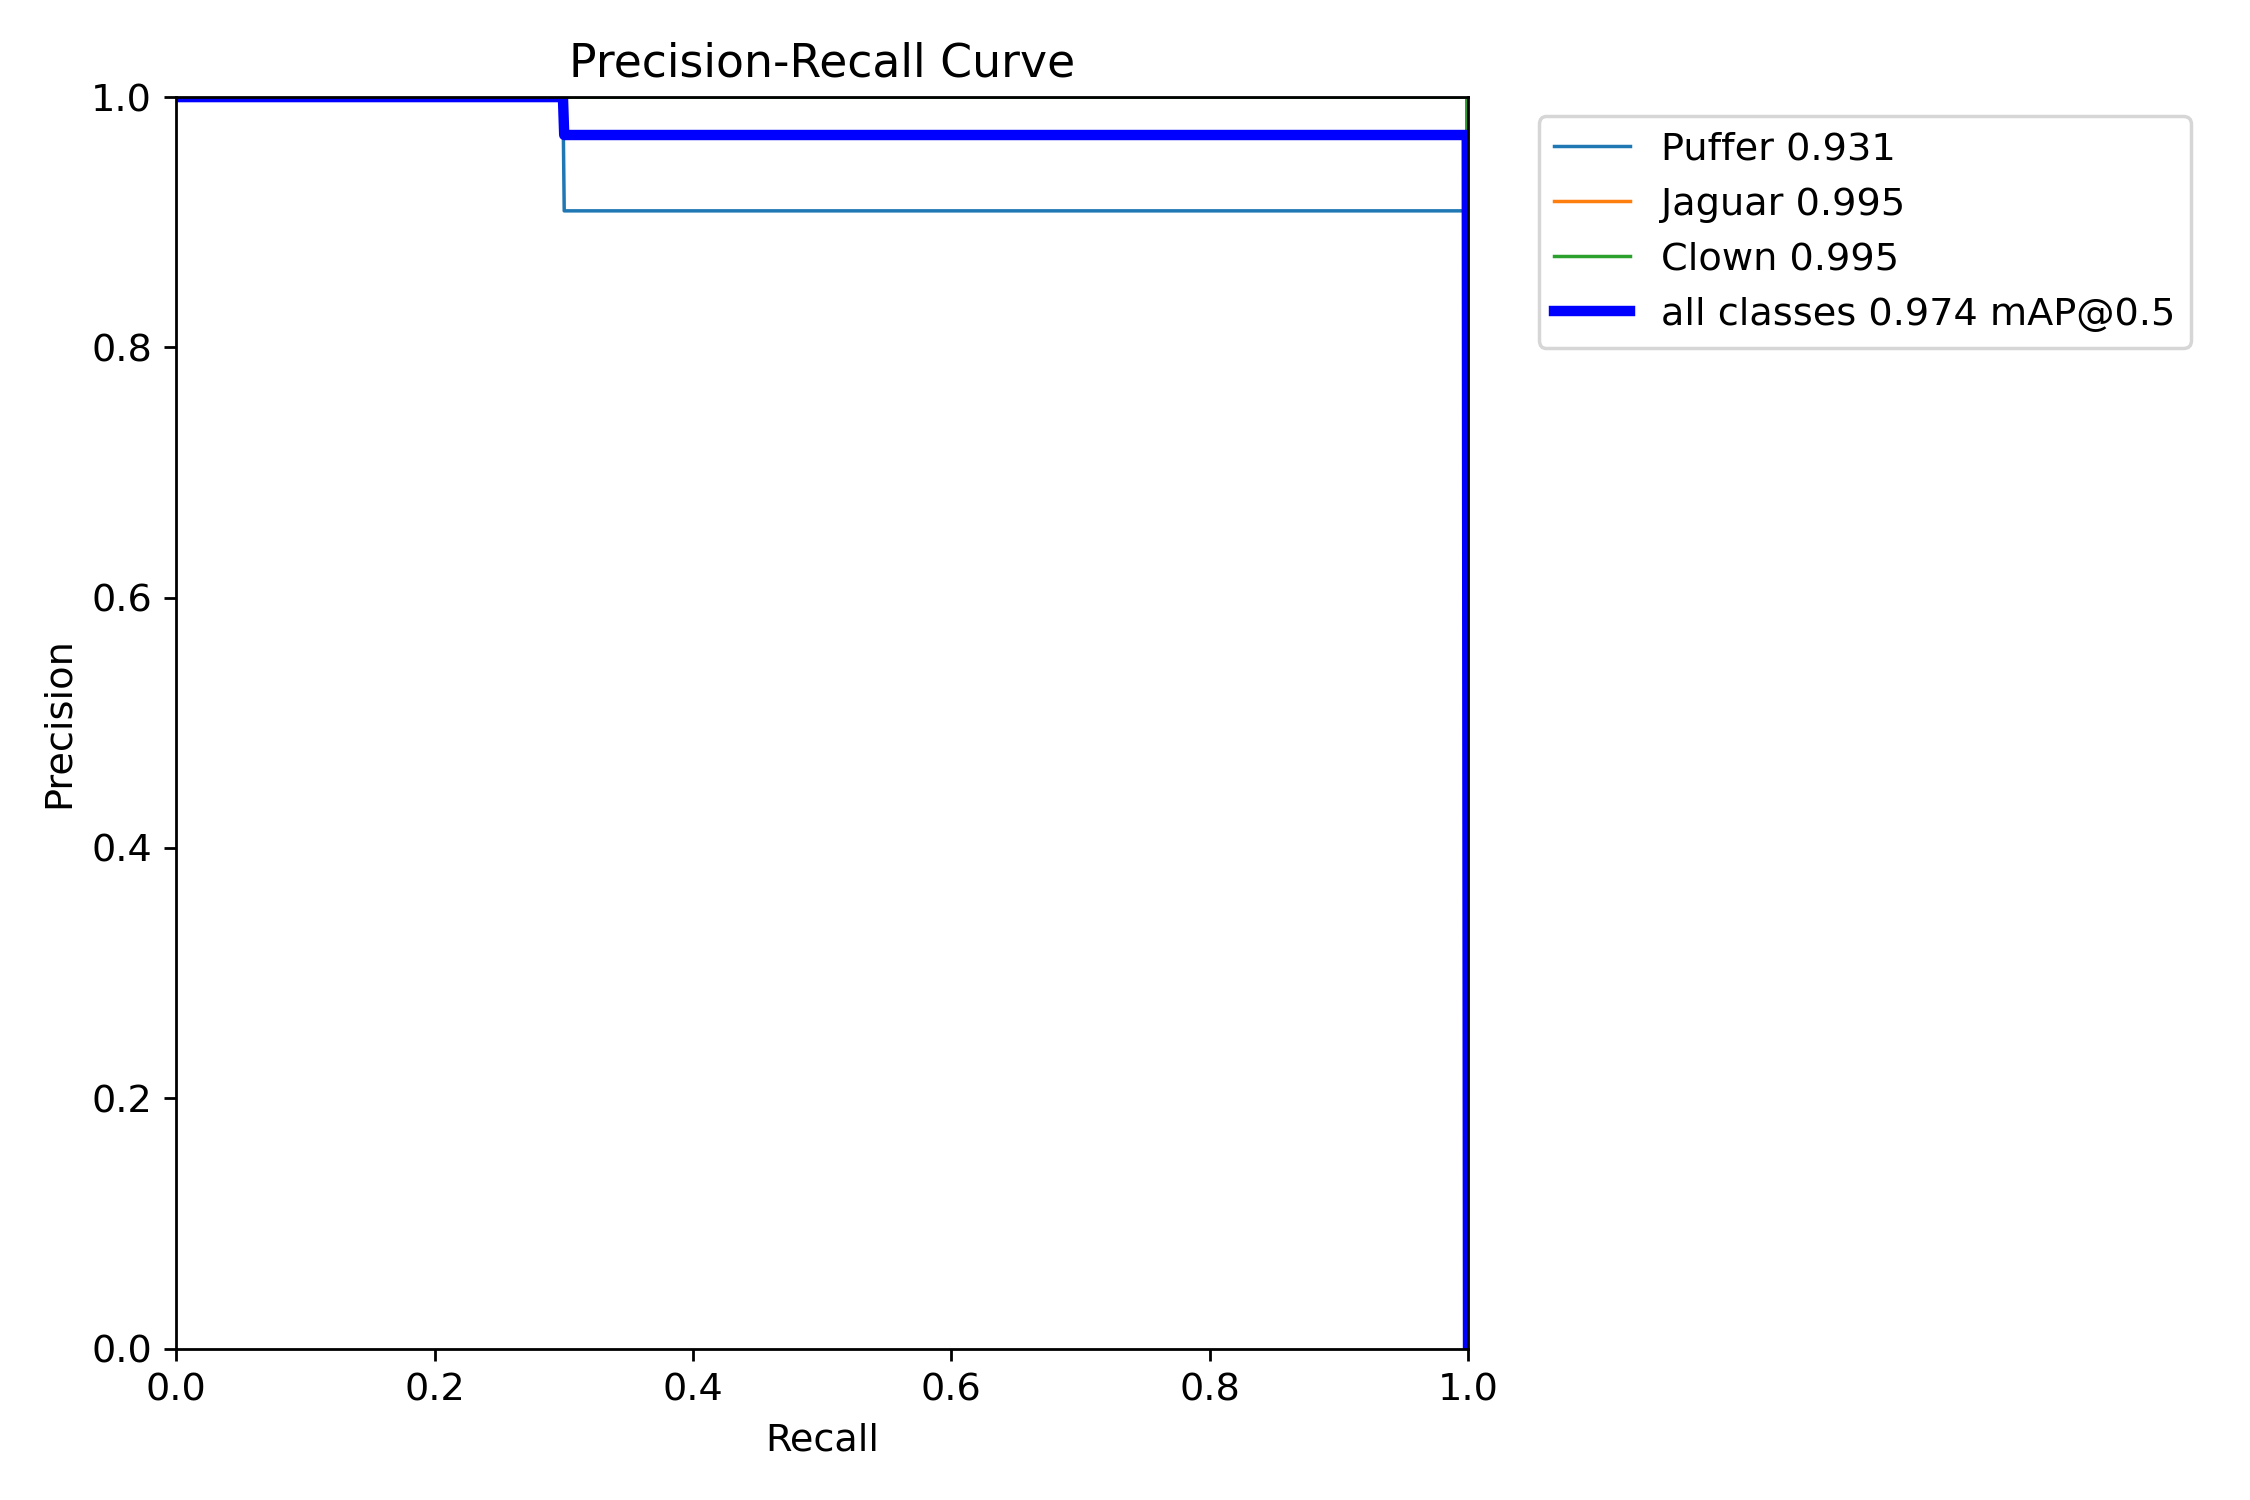 Precision-Recall Curve
1.0
0.8
0.6
0.4
0.2
0.0
Precision
0.0 0.2 0.4 0.6 0.8 1.0
Recall
Puffer 0.931
Jaguar 0.995
Clown 0.995
all classes 0.974 mAP@0.5